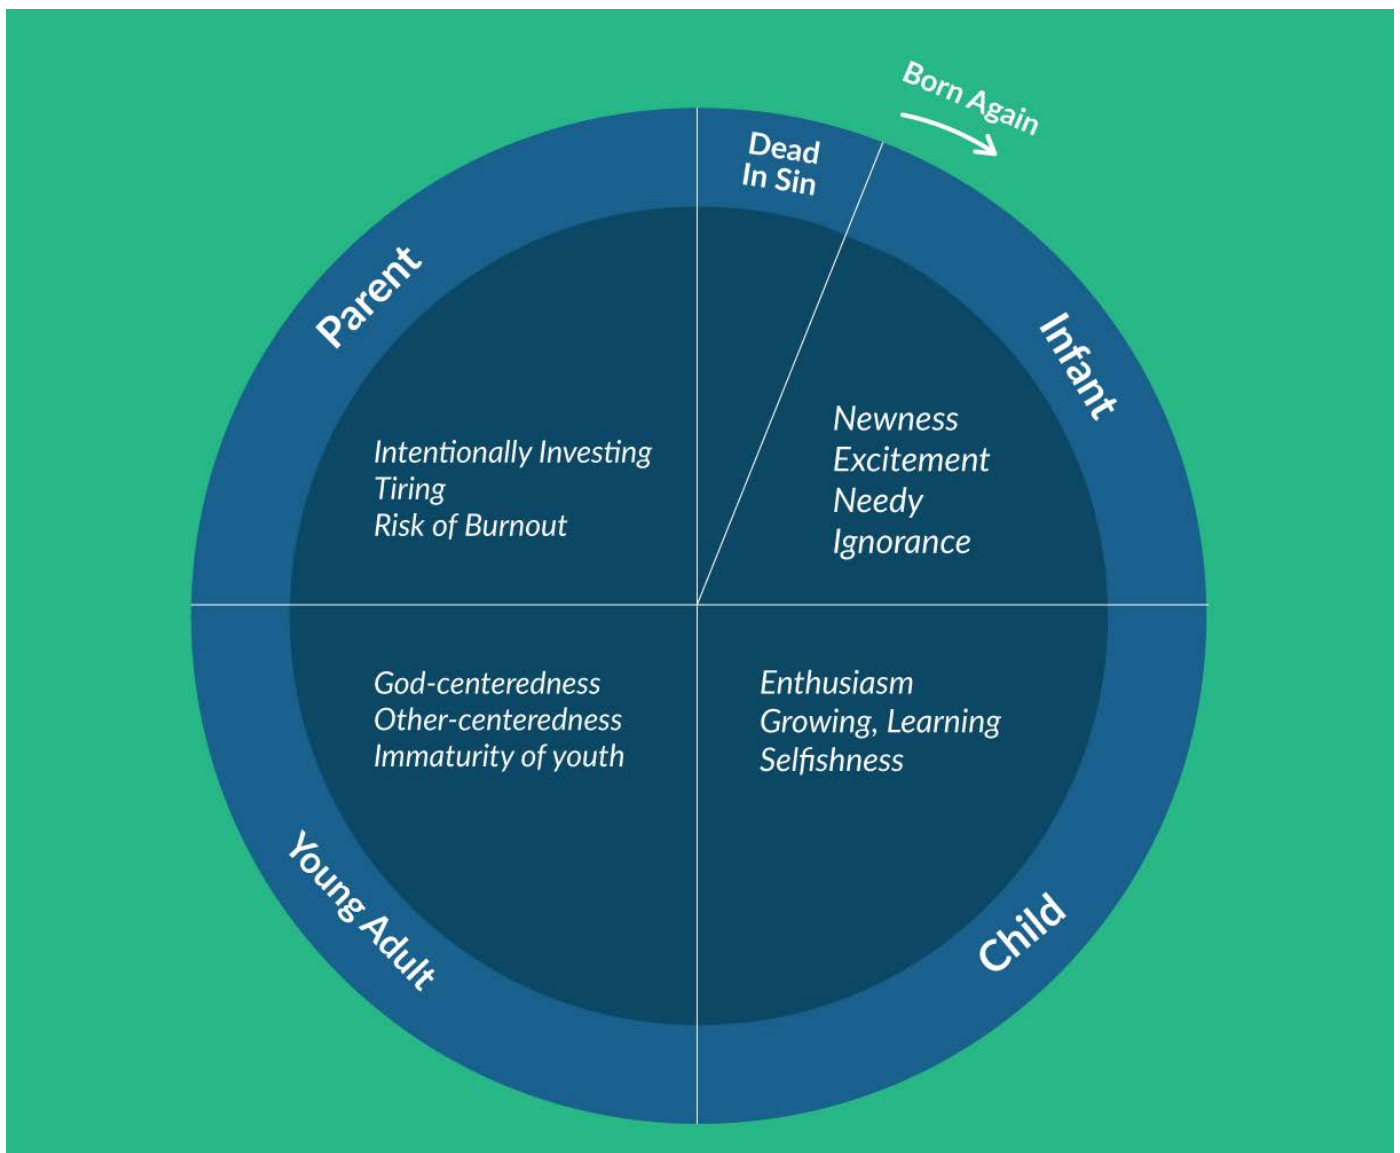 Born Again
Dead
In Sin
Infant
Newness
Excitement
Needy
Ignorance
Child
Enthusiasm
Growing, Learning
Selfishness
Young Adult
God-centeredness
Other-centeredness
Immaturity of youth
Parent
Intentionally Investing
Tiring
Risk of Burnout